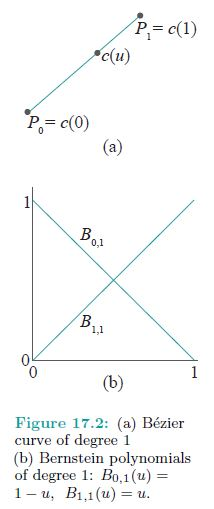 P₁= c(1)
c(u)
P₀= c(0)
(a)
1
B₀,₁
B₁,₁
0
0
1
(b)
Figure 17.2: (a) Bézier
curve of degree 1
(b) Bernstein polynomials
of degree 1: B₀,₁(u) =
1 − u, B₁,₁(u) = u.